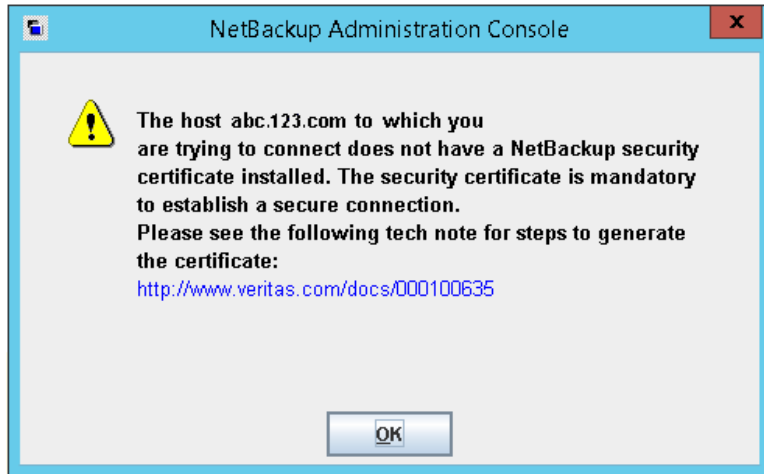 NetBackup Administration Console
x
The host abc.123.com to which you
are trying to connect does not have a NetBackup security
certificate installed. The security certificate is mandatory
to establish a secure connection.
Please see the following tech note for steps to generate
the certificate:
http://www.veritas.com/docs/000100635
OK